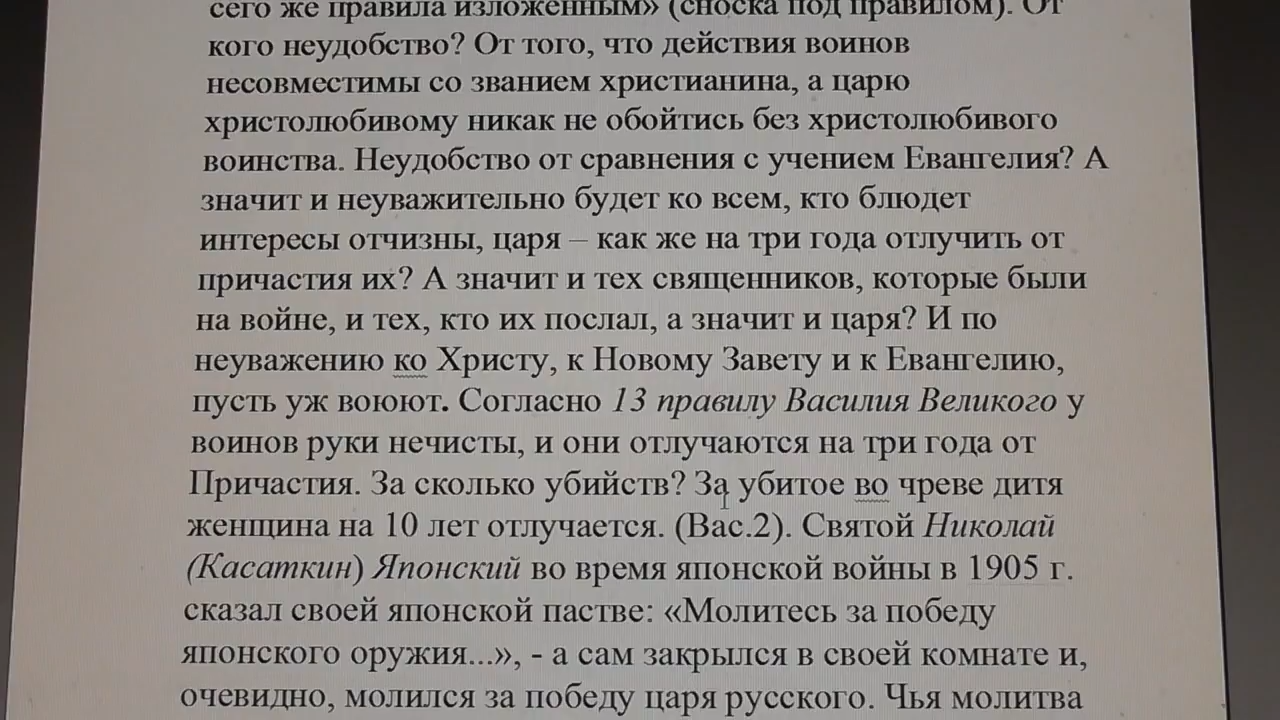 сего же правила изложенным» (сноска под правилом). От
кого неудобство? От того, что действия воинов
несовместимы со званием христианина, а царю
христолюбивому никак не обойтись без христолюбивого
воинства. Неудобство от сравнения с учением Евангелия? А
значит и неуважительно будет ко всем, кто блюдет
интересы отчизны, царя – как же на три года отлучить от
причастия их? А значит и тех священников, которые были
на войне, и тех, кто их послал, а значит и царя? И по
неуважению ко Христу, к Новому Завету и к Евангелию,
пусть уж воюют. Согласно 13 правилу Василия Великого у
воинов руки нечисты, и они отлучаются на три года от
Причастия. За сколько убийств? За убитое во чреве дитя
женщина на 10 лет отлучается. (Вас.2). Святой Николай
(Касаткин) Японский во время японской войны в 1905 г.
сказал своей японской пастве: «Молитесь за победу
японского оружия...», - а сам закрылся в своей комнате и,
очевидно, молился за победу царя русского. Чья молитва